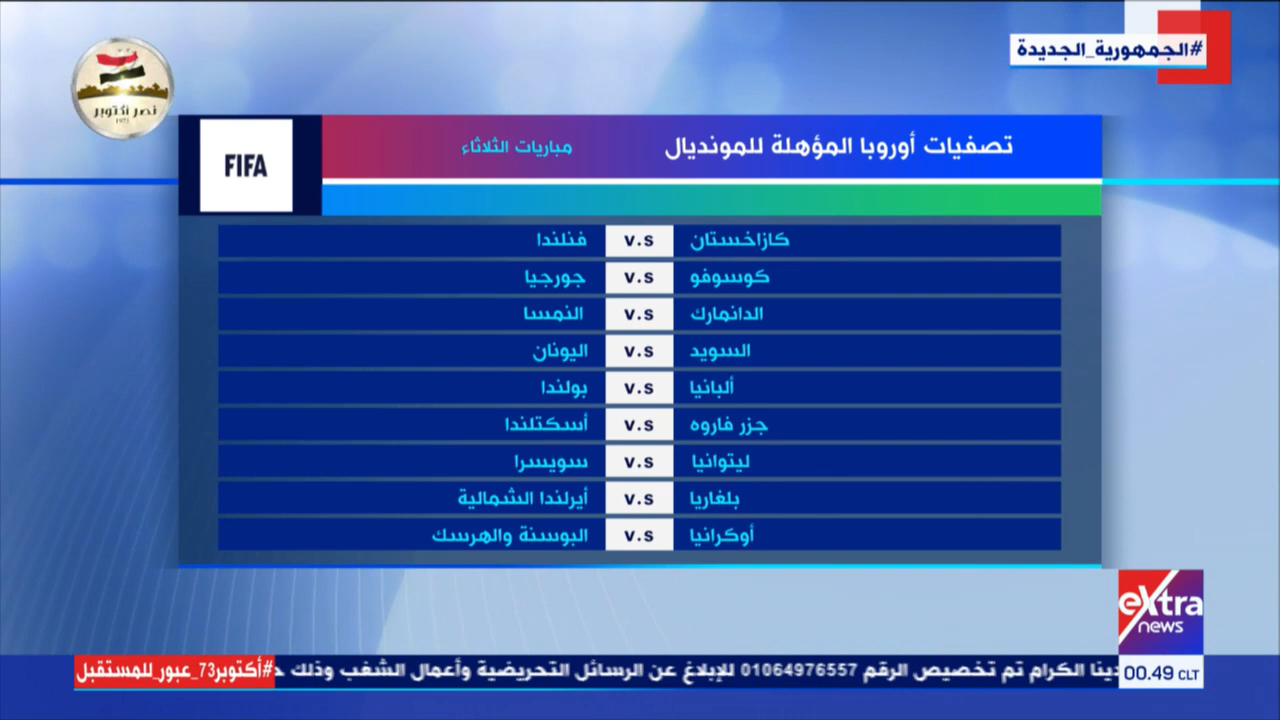 #الجمهورية_الجديدة
نصر أكتوبر
1973
FIFA
تصفيات أوروبا المؤهلة للمونديال
مباريات الثلاثاء
كازاخستان v.s فنلندا
كوسوفو v.s جورجيا
الدانمارك v.s النمسا
السويد v.s اليونان
ألبانيا v.s بولندا
جزر فاروه v.s أسكتلندا
ليتوانيا v.s سويسرا
بلغاريا v.s أيرلندا الشمالية
أوكرانيا v.s البوسنة والهرسك
extra
news
00.49 CLT
الكرام تم تخصيص الرقم 01064976557 للإبلاغ عن الرسائل التحريضية وأعمال الشغب وذلك
#أكتوبر73_عبور_للمستقبل